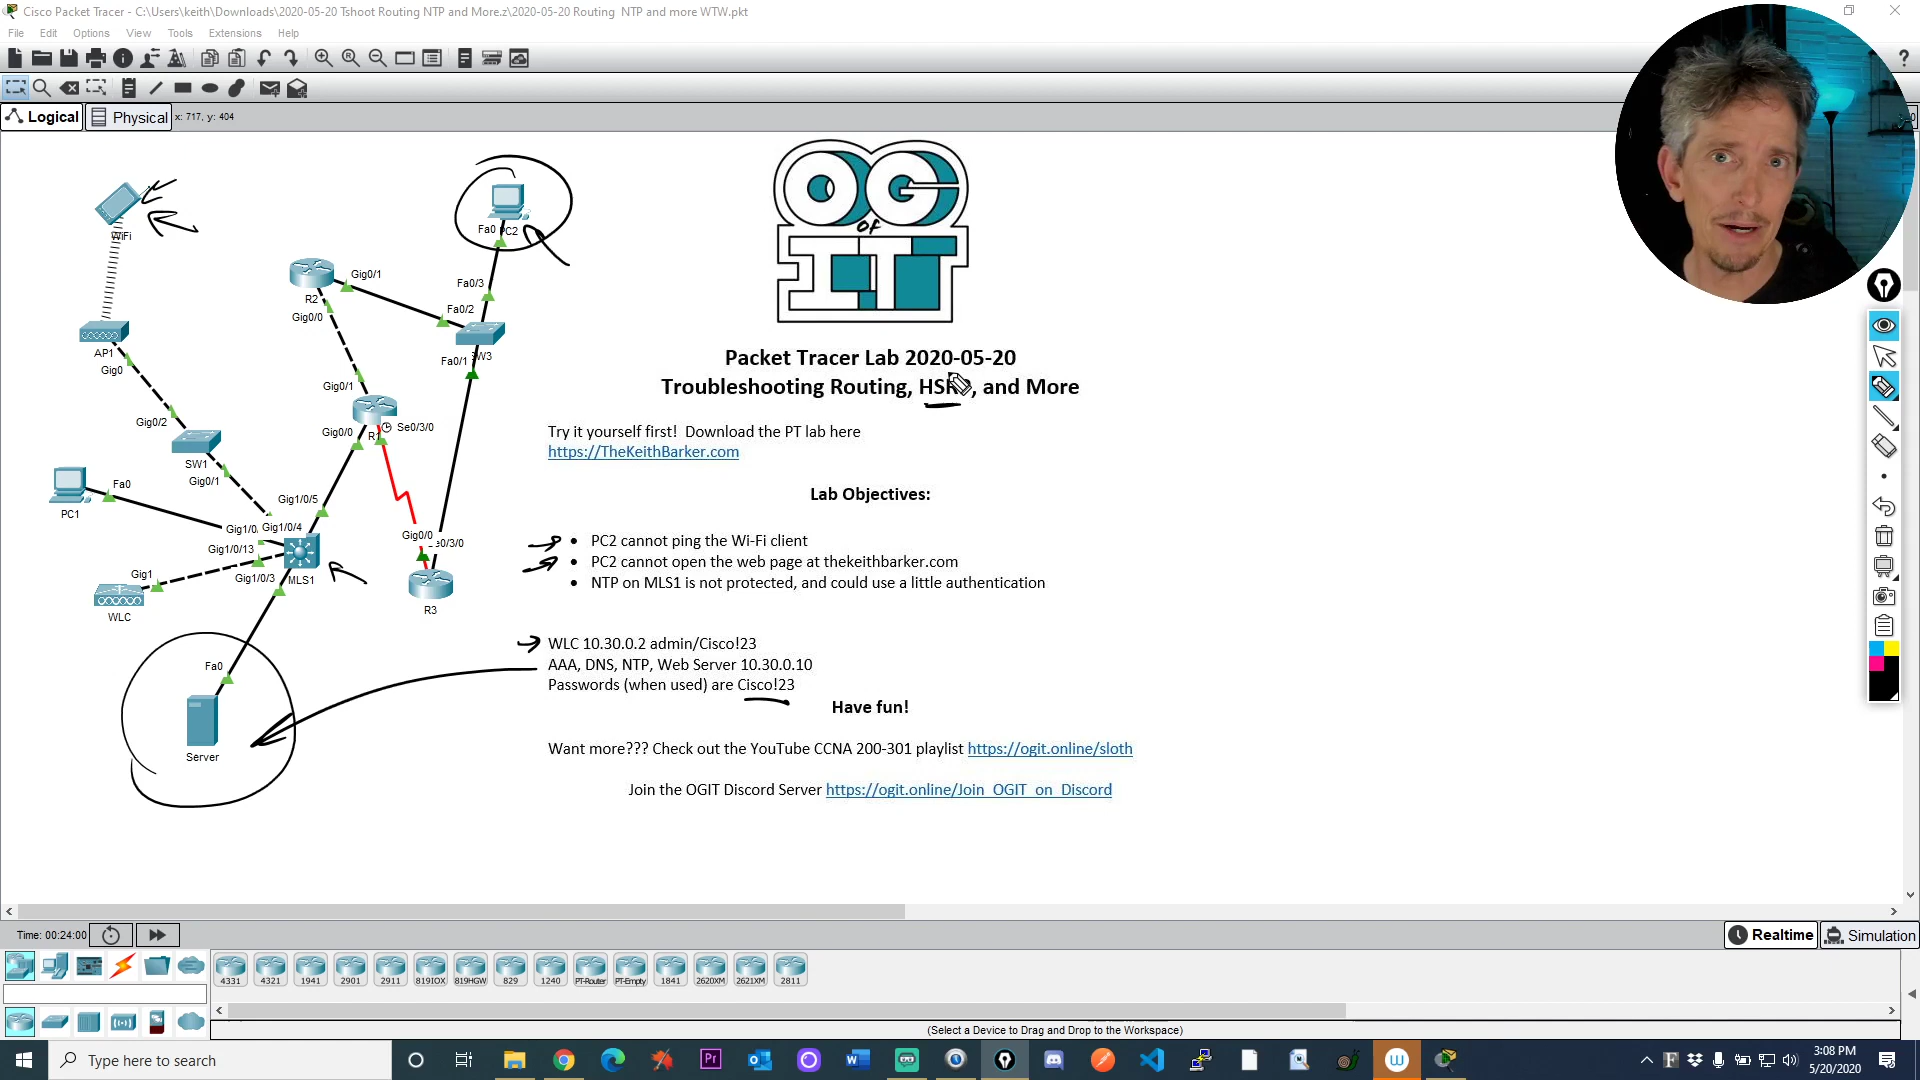 Cisco Packet Tracer - C:\Users\keith\Downloads\2020-05-20 Tshoot Routing NTP and More.z\2020-05-20 Routing  NTP and more WTW.pkt
File Edit Options View Tools Extensions Help
Logical Physical x: 717, y: 404
OG
of
IT
WiFi
Fa0 PC2
Gig0/1
Fa0/3
R2
Fa0/2
Gig0/0
AP1
Fa0/1
Gig0
Packet Tracer Lab 2020-05-20
Gig0/1
Troubleshooting Routing, , and More
Gig0/2
Gig0/0 Se0/3/0
Try it yourself first!  Download the PT lab here
https://TheKeithBarker.com
SW1
Gig0/1
Fa0
Lab Objectives:
Gig1/0/5
PC1
Gig1/0/4
Gig0/0
PC2 cannot ping the Wi-Fi client
Gig1/0/13
PC2 cannot open the web page at thekeithbarker.com
Gig1
Gig1/0/3 MLS1
NTP on MLS1 is not protected, and could use a little authentication
WLC
R3
WLC 10.30.0.2 admin/Cisco!23
Fa0
AAA, DNS, NTP, Web Server 10.30.0.10
Passwords (when used) are Cisco!23
Have fun!
Server
Want more??? Check out the YouTube CCNA 200-301 playlist https://ogit.online/sloth
Join the OGIT Discord Server https://ogit.online/Join_OGIT_on_Discord
Time: 00:24:00
Realtime Simulation
4331 4321 1941 2901 2911 819IOX 819HGW 829 1240 PT-Router PT-Empty 1841 2620XM 2621XM 2811
(Select a Device to Drag and Drop to the Workspace)
Type here to search
3:08 PM
5/20/2020